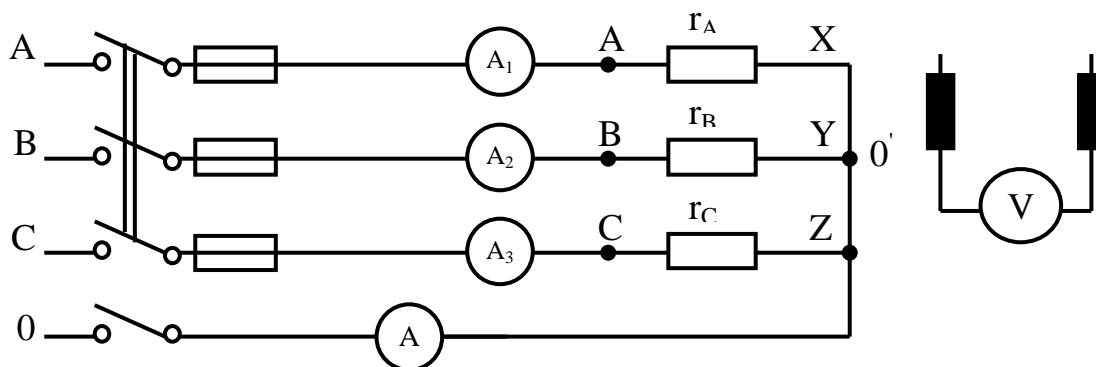 A A₁ A r_A X
B A₂ B r_B Y 0'
C A₃ C r_C Z
0 A
V